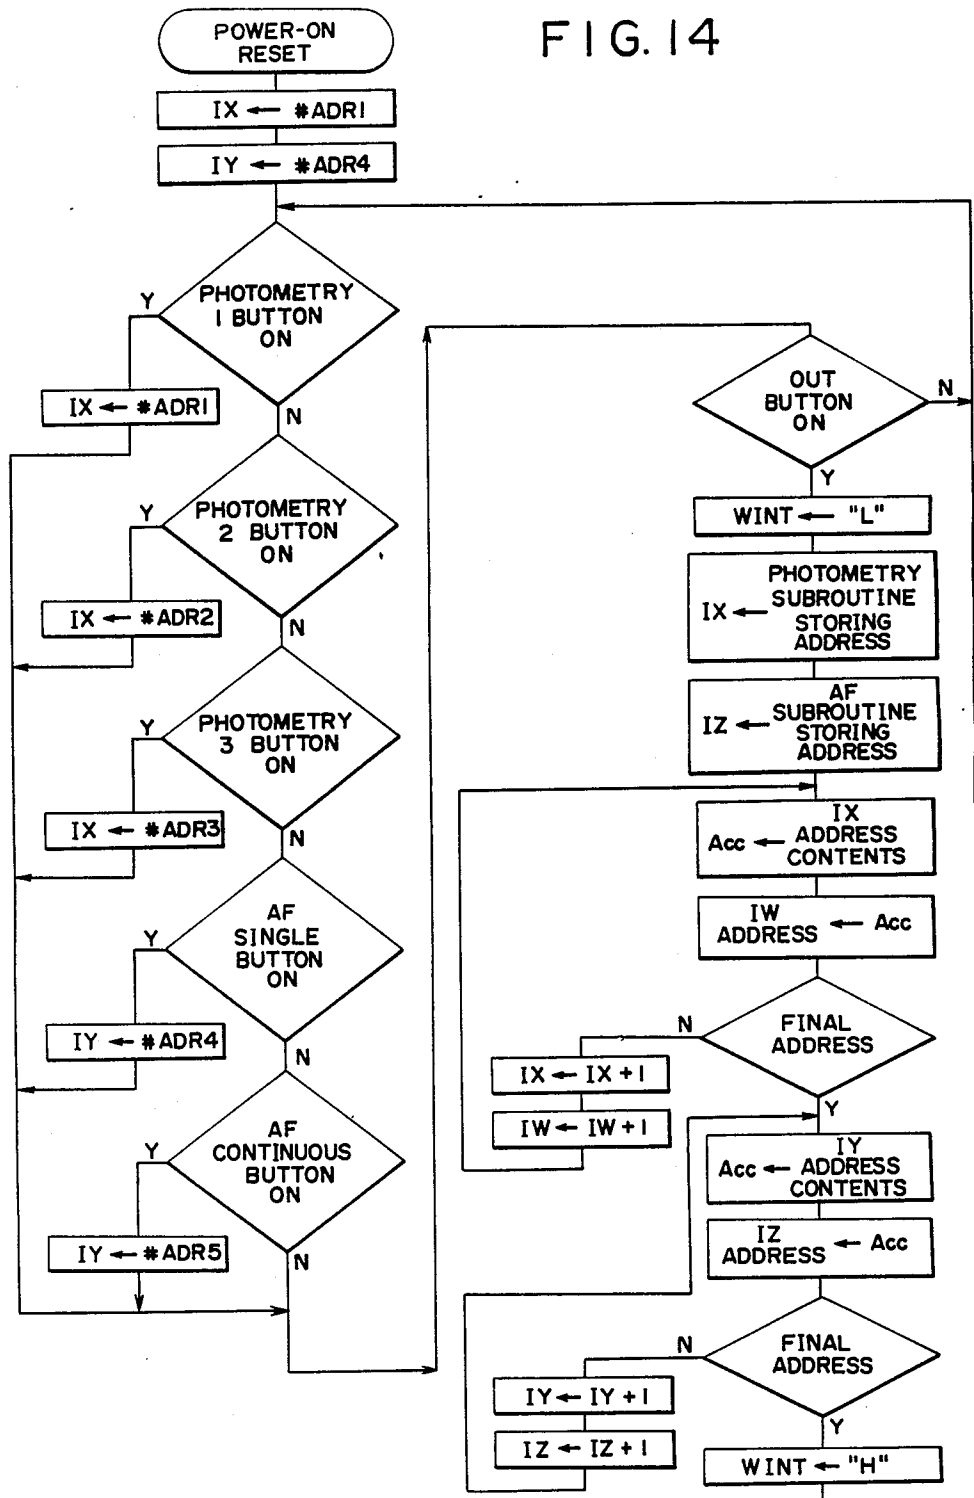 FIG. 14
POWER-ON
RESET
IX ← #ADR1
IY ← #ADR4
PHOTOMETRY
1 BUTTON
ON
Y
N
IX ← #ADR1
PHOTOMETRY
2 BUTTON
ON
Y
N
IX ← #ADR2
PHOTOMETRY
3 BUTTON
ON
Y
N
IX ← #ADR3
AF
SINGLE
BUTTON
ON
Y
N
IY ← #ADR4
AF
CONTINUOUS
BUTTON
ON
Y
N
IY ← #ADR5
OUT
BUTTON
ON
N
Y
WINT ← "L"
PHOTOMETRY
IX ← SUBROUTINE
STORING
ADDRESS
AF
IZ ← SUBROUTINE
STORING
ADDRESS
IX
Acc ← ADDRESS
CONTENTS
IW
ADDRESS ← Acc
FINAL
ADDRESS
N
Y
IX ← IX + 1
IW ← IW + 1
IY
Acc ← ADDRESS
CONTENTS
IZ
ADDRESS ← Acc
FINAL
ADDRESS
N
Y
IY ← IY + 1
IZ ← IZ + 1
WINT ← "H"